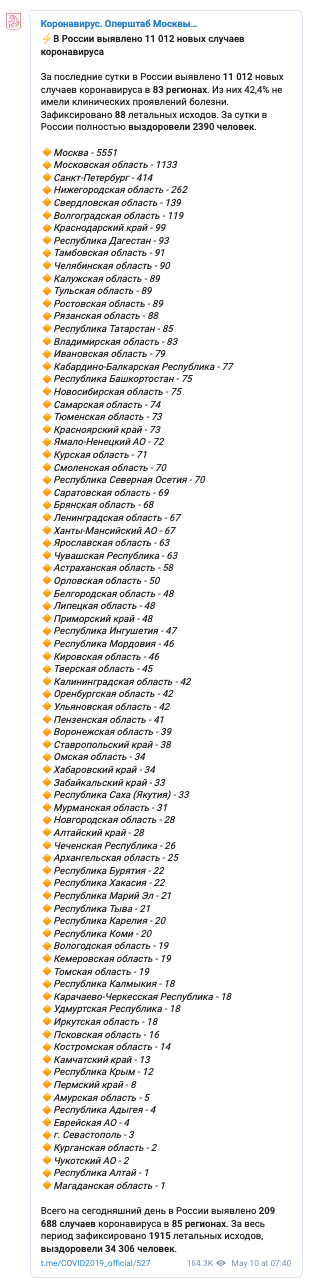 Коронавирус. Оперштаб Москвы...
⚡В России выявлено 11 012 новых случаев
коронавируса
За последние сутки в России выявлено 11 012 новых
случаев коронавируса в 83 регионах. Из них 42,4% не
имели клинических проявлений болезни.
Зафиксировано 88 летальных исходов. За сутки в
России полностью выздоровели 2390 человек.
🔸Москва - 5551
🔸Московская область - 1133
🔸Санкт-Петербург - 414
🔸Нижегородская область - 262
🔸Свердловская область - 139
🔸Волгоградская область - 119
🔸Краснодарский край - 99
🔸Республика Дагестан - 93
🔸Тамбовская область - 91
🔸Челябинская область - 90
🔸Калужская область - 89
🔸Тульская область - 89
🔸Ростовская область - 89
🔸Рязанская область - 88
🔸Республика Татарстан - 85
🔸Владимирская область - 83
🔸Ивановская область - 79
🔸Кабардино-Балкарская Республика - 77
🔸Республика Башкортостан - 75
🔸Новосибирская область - 75
🔸Самарская область - 74
🔸Тюменская область - 73
🔸Красноярский край - 73
🔸Ямало-Ненецкий АО - 72
🔸Курская область - 71
🔸Смоленская область - 70
🔸Республика Северная Осетия - 70
🔸Саратовская область - 69
🔸Брянская область - 68
🔸Ленинградская область - 67
🔸Ханты-Мансийский АО - 67
🔸Ярославская область - 63
🔸Чувашская Республика - 63
🔸Астраханская область - 58
🔸Орловская область - 50
🔸Белгородская область - 48
🔸Липецкая область - 48
🔸Приморский край - 48
🔸Республика Ингушетия - 47
🔸Республика Мордовия - 46
🔸Кировская область - 46
🔸Тверская область - 45
🔸Калининградская область - 42
🔸Оренбургская область - 42
🔸Ульяновская область - 42
🔸Пензенская область - 41
🔸Воронежская область - 39
🔸Ставропольский край - 38
🔸Омская область - 34
🔸Хабаровский край - 34
🔸Забайкальский край - 33
🔸Республика Саха (Якутия) - 33
🔸Мурманская область - 31
🔸Новгородская область - 28
🔸Алтайский край - 28
🔸Чеченская Республика - 26
🔸Архангельская область - 25
🔸Республика Бурятия - 22
🔸Республика Хакасия - 22
🔸Республика Марий Эл - 21
🔸Республика Тыва - 21
🔸Республика Карелия - 20
🔸Республика Коми - 20
🔸Вологодская область - 19
🔸Кемеровская область - 19
🔸Томская область - 19
🔸Республика Калмыкия - 18
🔸Карачаево-Черкесская Республика - 18
🔸Удмуртская Республика - 18
🔸Иркутская область - 18
🔸Псковская область - 16
🔸Костромская область - 14
🔸Камчатский край - 13
🔸Республика Крым - 12
🔸Пермский край - 8
🔸Амурская область - 5
🔸Республика Адыгея - 4
🔸Еврейская АО - 4
🔸г. Севастополь - 3
🔸Курганская область - 2
🔸Чукотский АО - 2
🔸Республика Алтай - 1
🔸Магаданская область - 1
Всего на сегодняшний день в России выявлено 209
688 случаев коронавируса в 85 регионах. За весь
период зафиксировано 1915 летальных исходов,
выздоровели 34 306 человек.
t.me/COVID2019_official/527 164.3K May 10 at 07:40